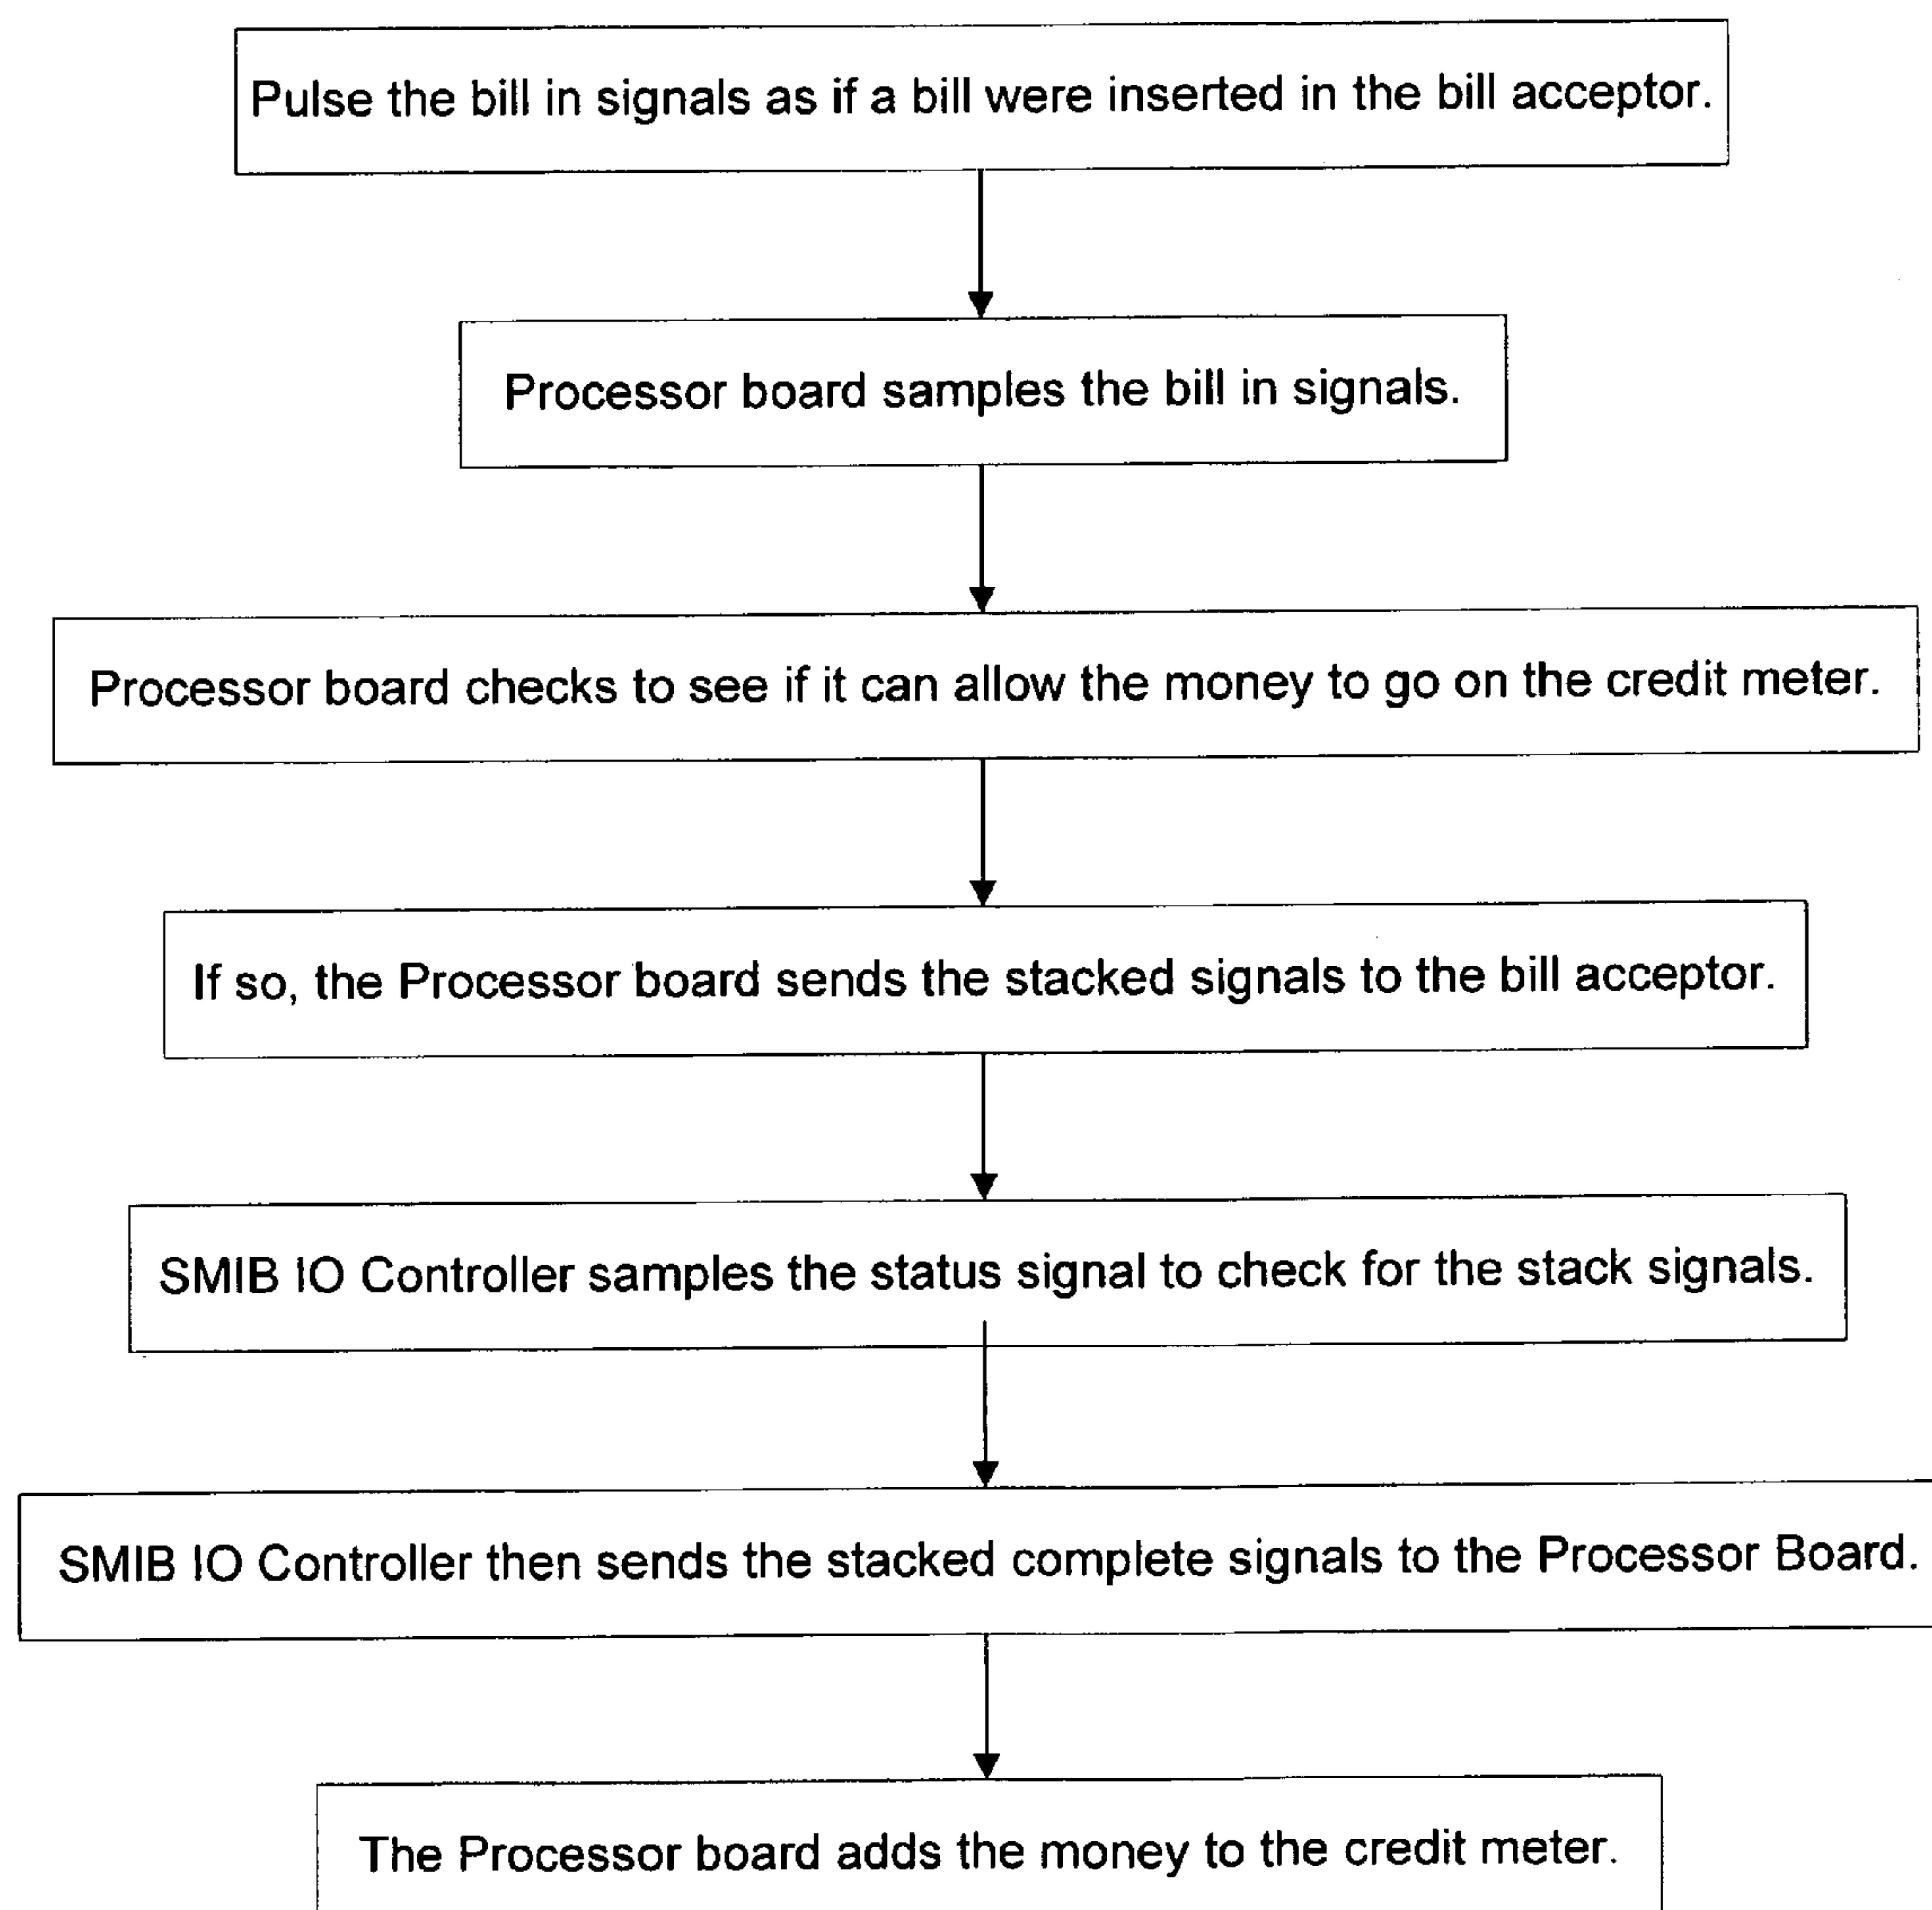 Pulse the bill in signals as if a bill were inserted in the bill acceptor.
Processor board samples the bill in signals.
Processor board checks to see if it can allow the money to go on the credit meter.
If so, the Processor board sends the stacked signals to the bill acceptor.
SMIB IO Controller samples the status signal to check for the stack signals.
SMIB IO Controller then sends the stacked complete signals to the Processor Board.
The Processor board adds the money to the credit meter.